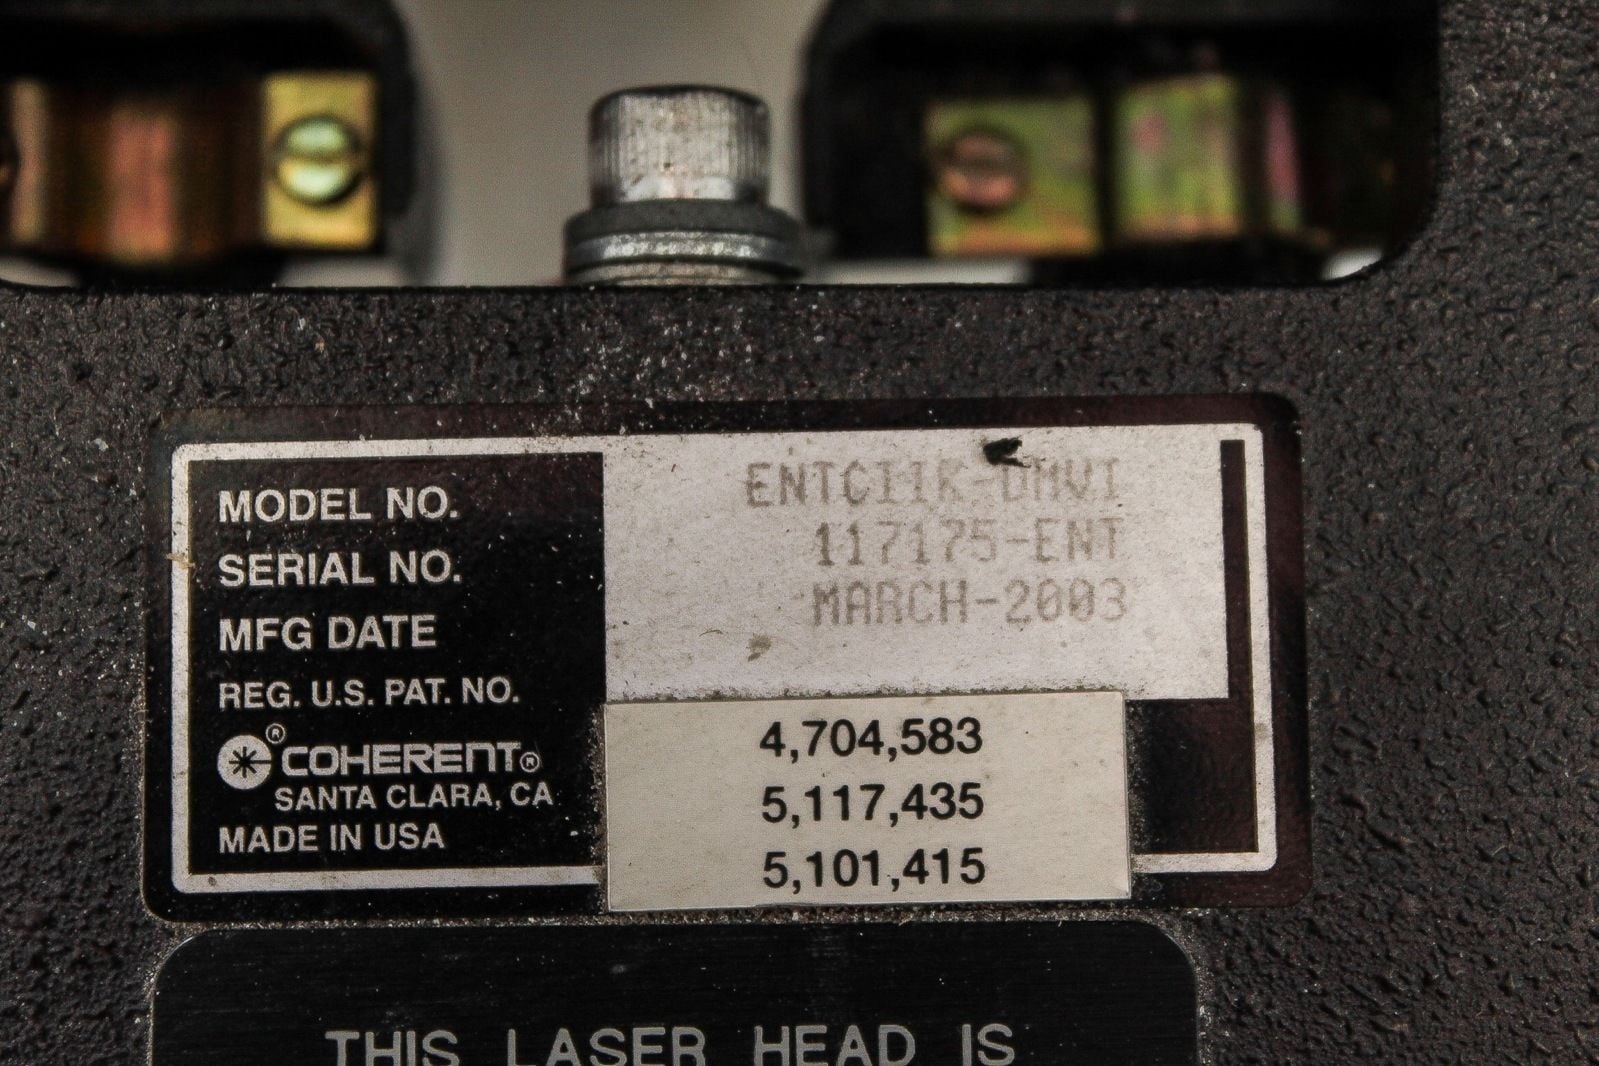 MODEL NO. ENTCIIK-DMVI
SERIAL NO. 117175-ENT
MFG DATE MARCH-2003
REG. U.S. PAT. NO. 4,704,583
® COHERENT® 5,117,435
SANTA CLARA, CA
MADE IN USA 5,101,415
THIS LASER HEAD IS